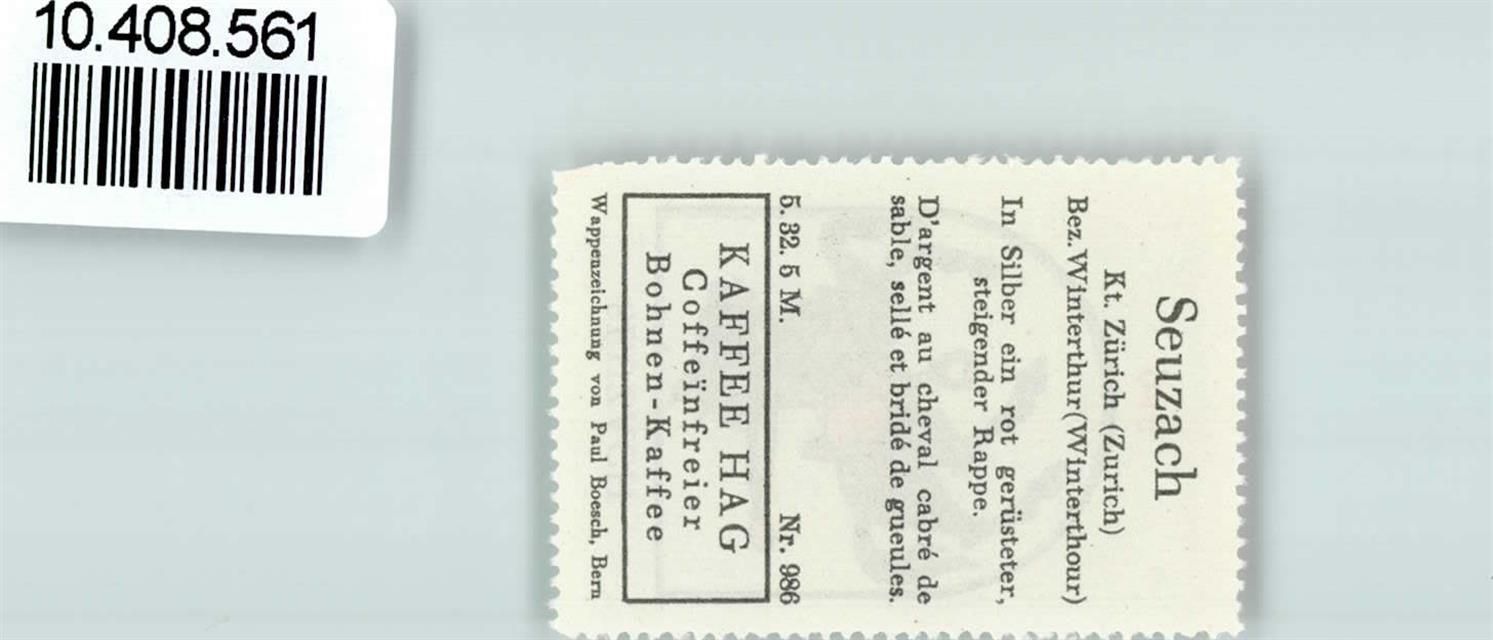 10.408.561
Seuzach
Kt. Zürich (Zurich)
Bez. Winterthur (Winterthour)
In Silber ein rot gerüsteter,
steigender Rappe.
D'argent au cheval cabré de
sable, sellé et bridé de gueules.
5. 32. 5 M. Nr. 986
KAFFEE HAG
Coffeïnfreier
Bohnen-Kaffee
Wappenzeichnung von Paul Boesch, Bern